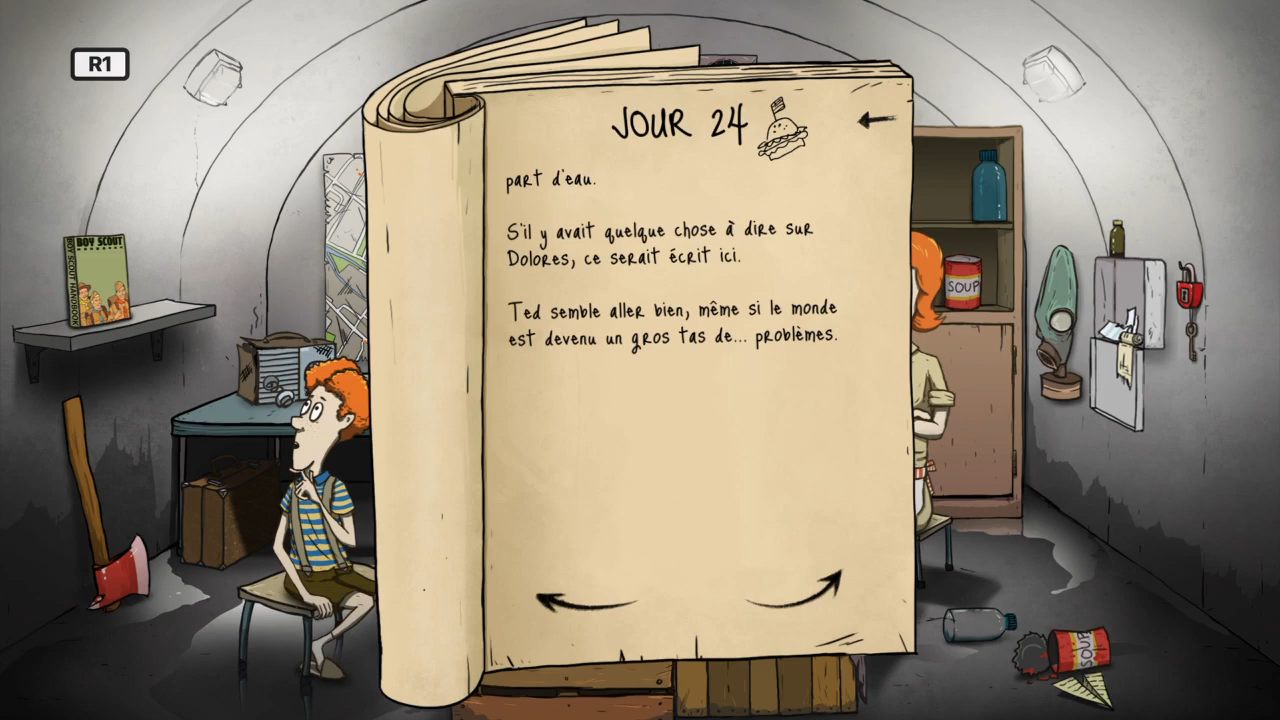 R1
JOUR 24
part d'eau.
S'il y avait quelque chose à dire sur
Dolores, ce serait écrit ici.
Ted semble aller bien, même si le monde
est devenu un gros tas de... problèmes.
BOY SCOUT
BOY SCOUT HANDBOOK
SOUP
SOUP